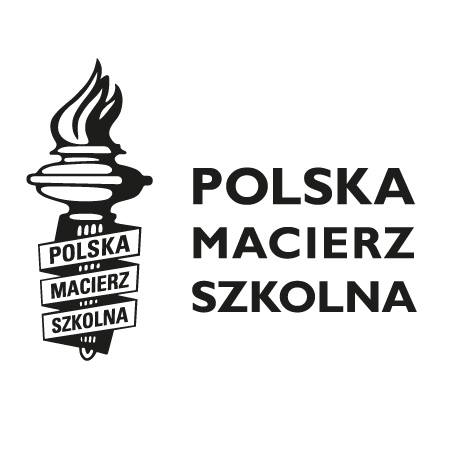 POLSKA
MACIERZ
SZKOLNA
POLSKA
MACIERZ
SZKOLNA